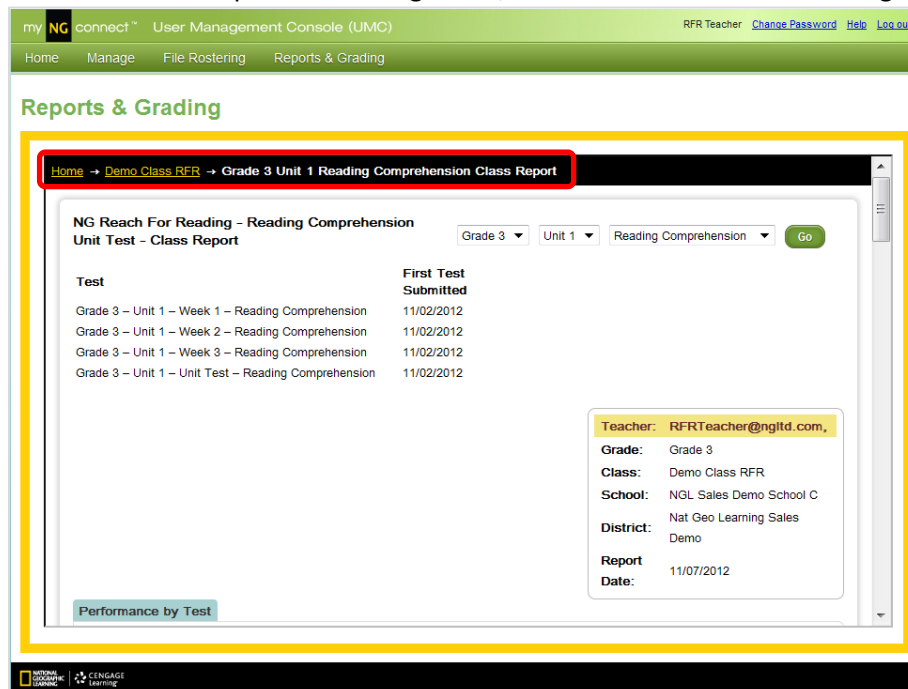 my NG connect™ User Management Console (UMC) RFR Teacher Change Password Help Log ou
Home Manage File Rostering Reports & Grading
Reports & Grading
Home → Demo Class RFR → Grade 3 Unit 1 Reading Comprehension Class Report
NG Reach For Reading - Reading Comprehension
Unit Test - Class Report
Grade 3 Unit 1 Reading Comprehension Go
Test First Test Submitted
Grade 3 – Unit 1 – Week 1 – Reading Comprehension 11/02/2012
Grade 3 – Unit 1 – Week 2 – Reading Comprehension 11/02/2012
Grade 3 – Unit 1 – Week 3 – Reading Comprehension 11/02/2012
Grade 3 – Unit 1 – Unit Test – Reading Comprehension 11/02/2012
Teacher: RFRTeacher@ngltd.com,
Grade: Grade 3
Class: Demo Class RFR
School: NGL Sales Demo School C
District: Nat Geo Learning Sales Demo
Report Date: 11/07/2012
Performance by Test
NATIONAL GEOGRAPHIC LEARNING CENGAGE Learning